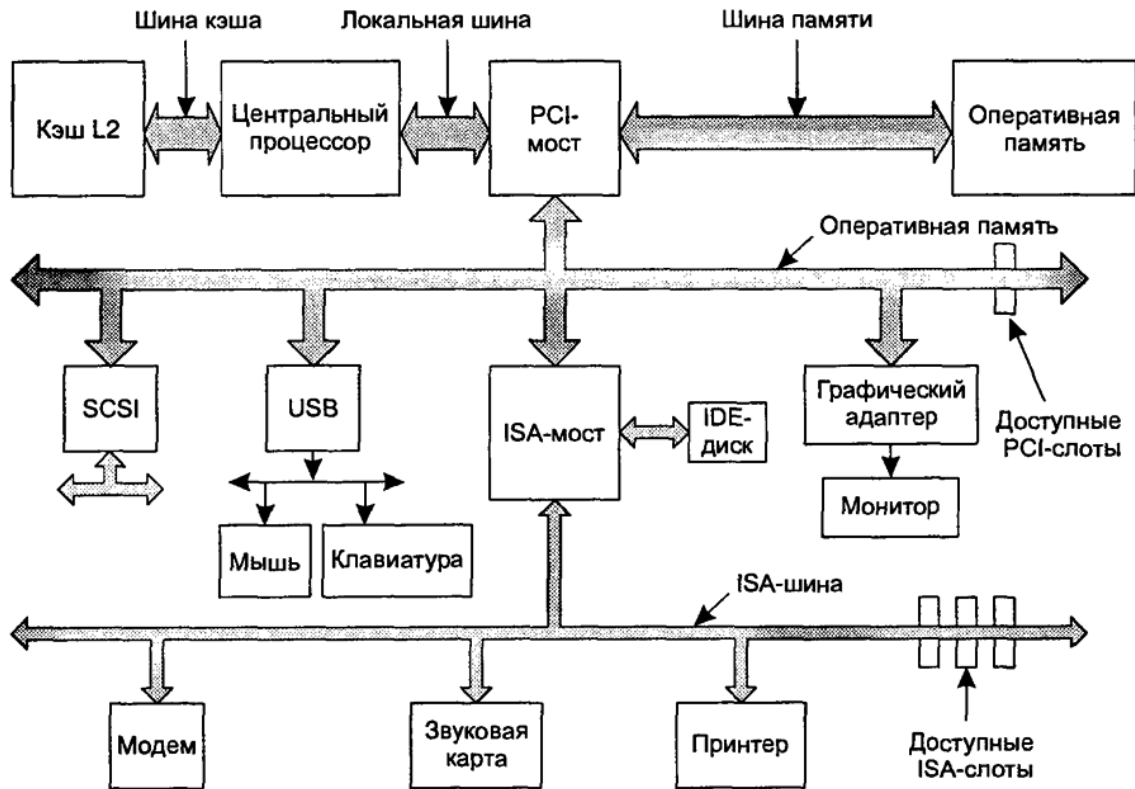 Шина кэша
Локальная шина
Шина памяти
Кэш L2
Центральный
процессор
PCI-
мост
Оперативная
память
Оперативная память
SCSI
USB
ISA-мост
IDE-
диск
Графический
адаптер
Доступные
PCI-слоты
Монитор
Мышь
Клавиатура
ISA-шина
Модем
Звуковая
карта
Принтер
Доступные
ISA-слоты